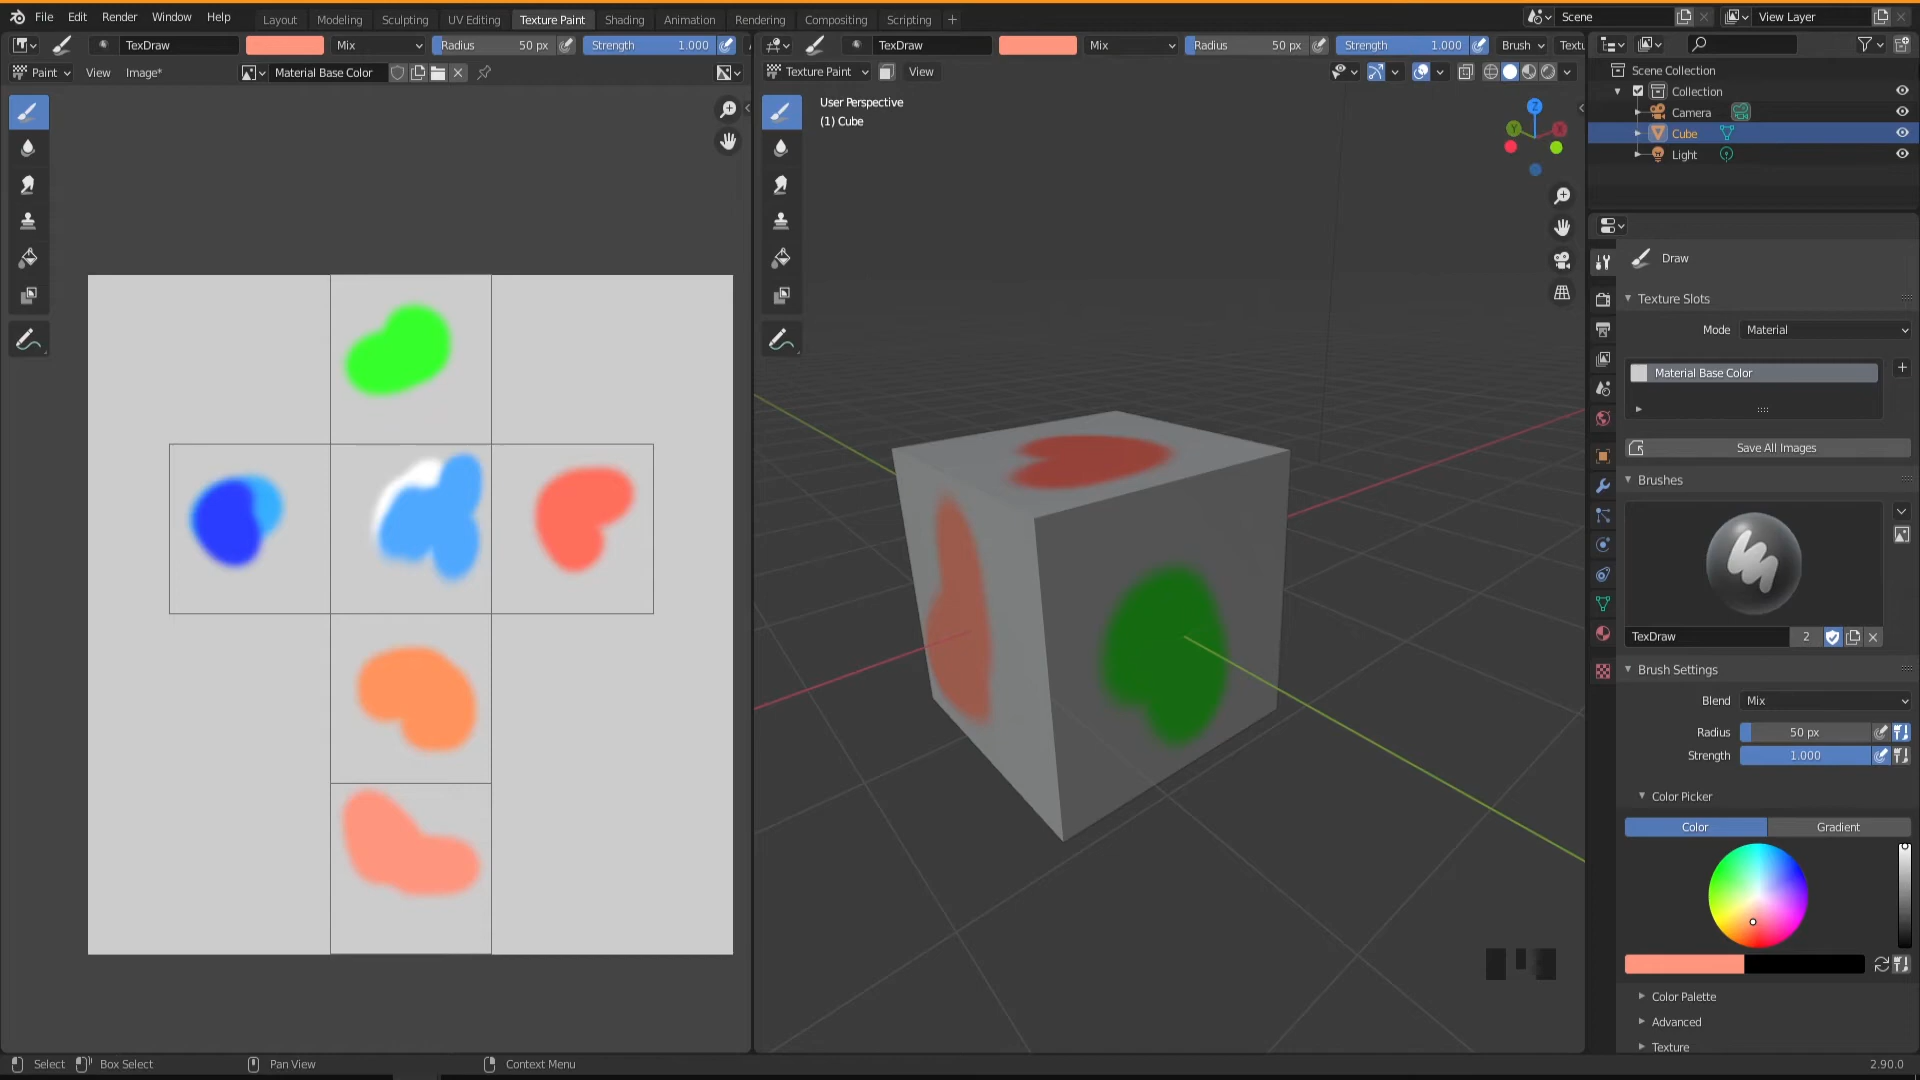 File Edit Render Window Help Layout Modeling Sculpting UV Editing Texture Paint Shading Animation Rendering Compositing Scripting + Scene View Layer
TexDraw Mix Radius 50 px Strength 1.000
TexDraw Mix Radius 50 px Strength 1.000 Brush Textu
Paint View Image* Material Base Color
Texture Paint View
User Perspective
(1) Cube
Z
Y
X
Scene Collection
Collection
Camera
Cube
Light
Draw
Texture Slots
Mode Material
Material Base Color
Save All Images
Brushes
TexDraw 2
Brush Settings
Blend Mix
Radius 50 px
Strength 1.000
Color Picker
Color Gradient
Color Palette
Advanced
Texture
Select Box Select Pan View Context Menu 2.90.0